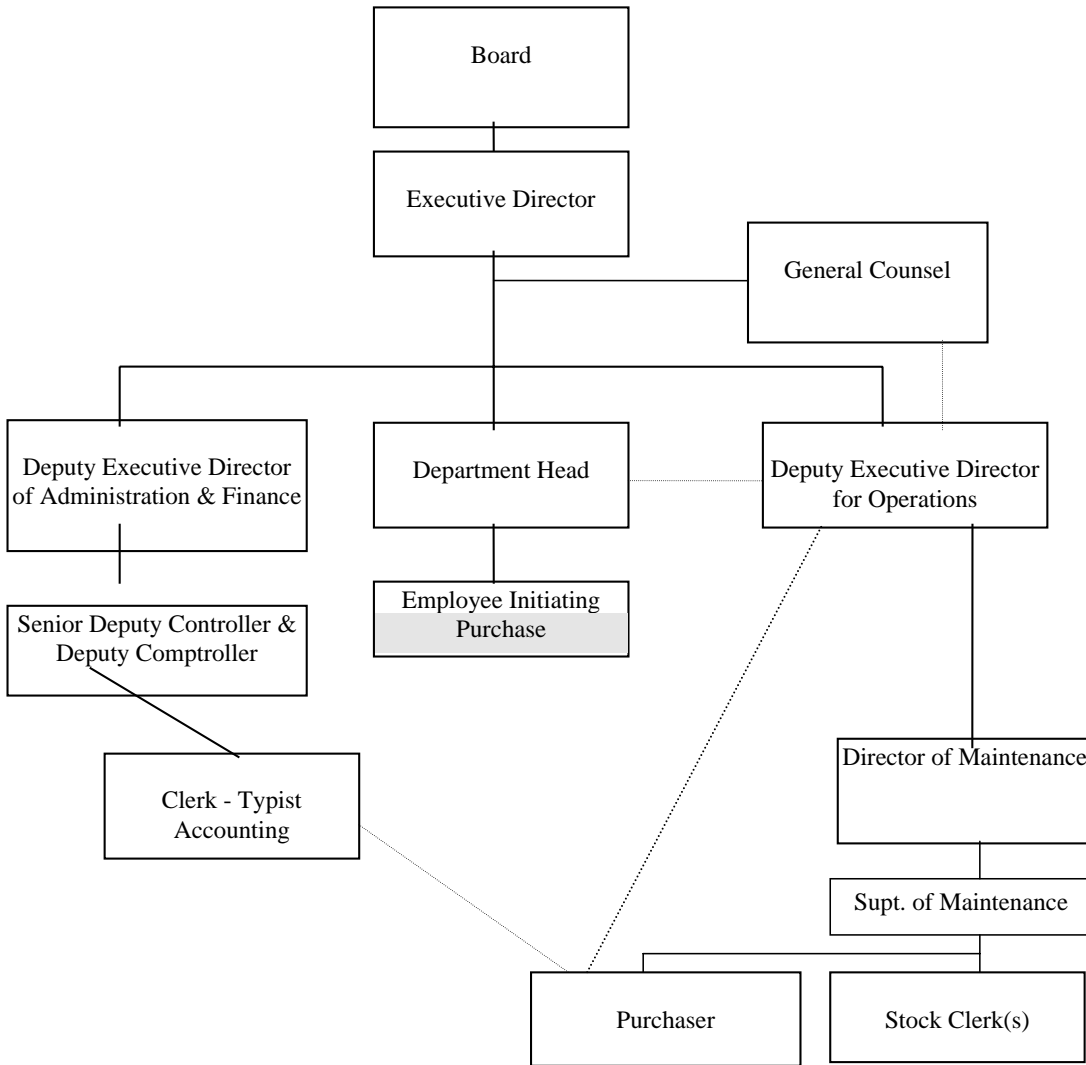 Board
Executive Director
General Counsel
Deputy Executive Director
of Administration & Finance
Department Head
Deputy Executive Director
for Operations
Employee Initiating
Purchase
Senior Deputy Controller &
Deputy Comptroller
Director of Maintenance
Clerk - Typist
Accounting
Supt. of Maintenance
Purchaser
Stock Clerk(s)